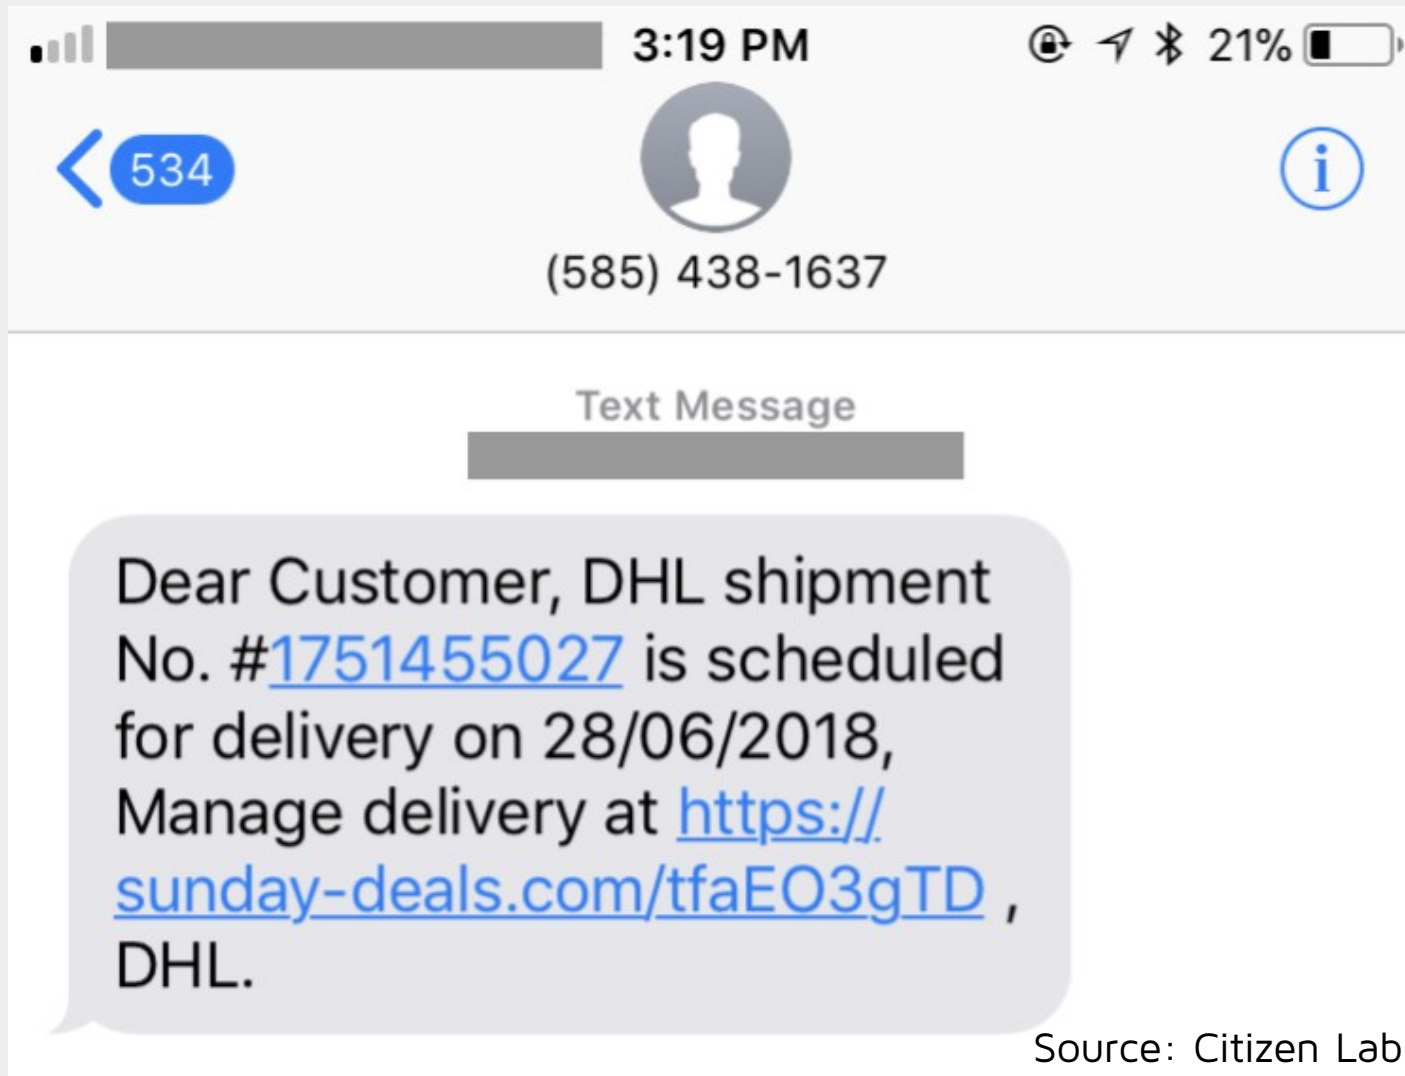 3:19 PM
21%
534
i
(585) 438-1637
Text Message
Dear Customer, DHL shipment
No. #1751455027 is scheduled
for delivery on 28/06/2018,
Manage delivery at https://
sunday-deals.com/tfaEO3gTD ,
DHL.
Source: Citizen Lab